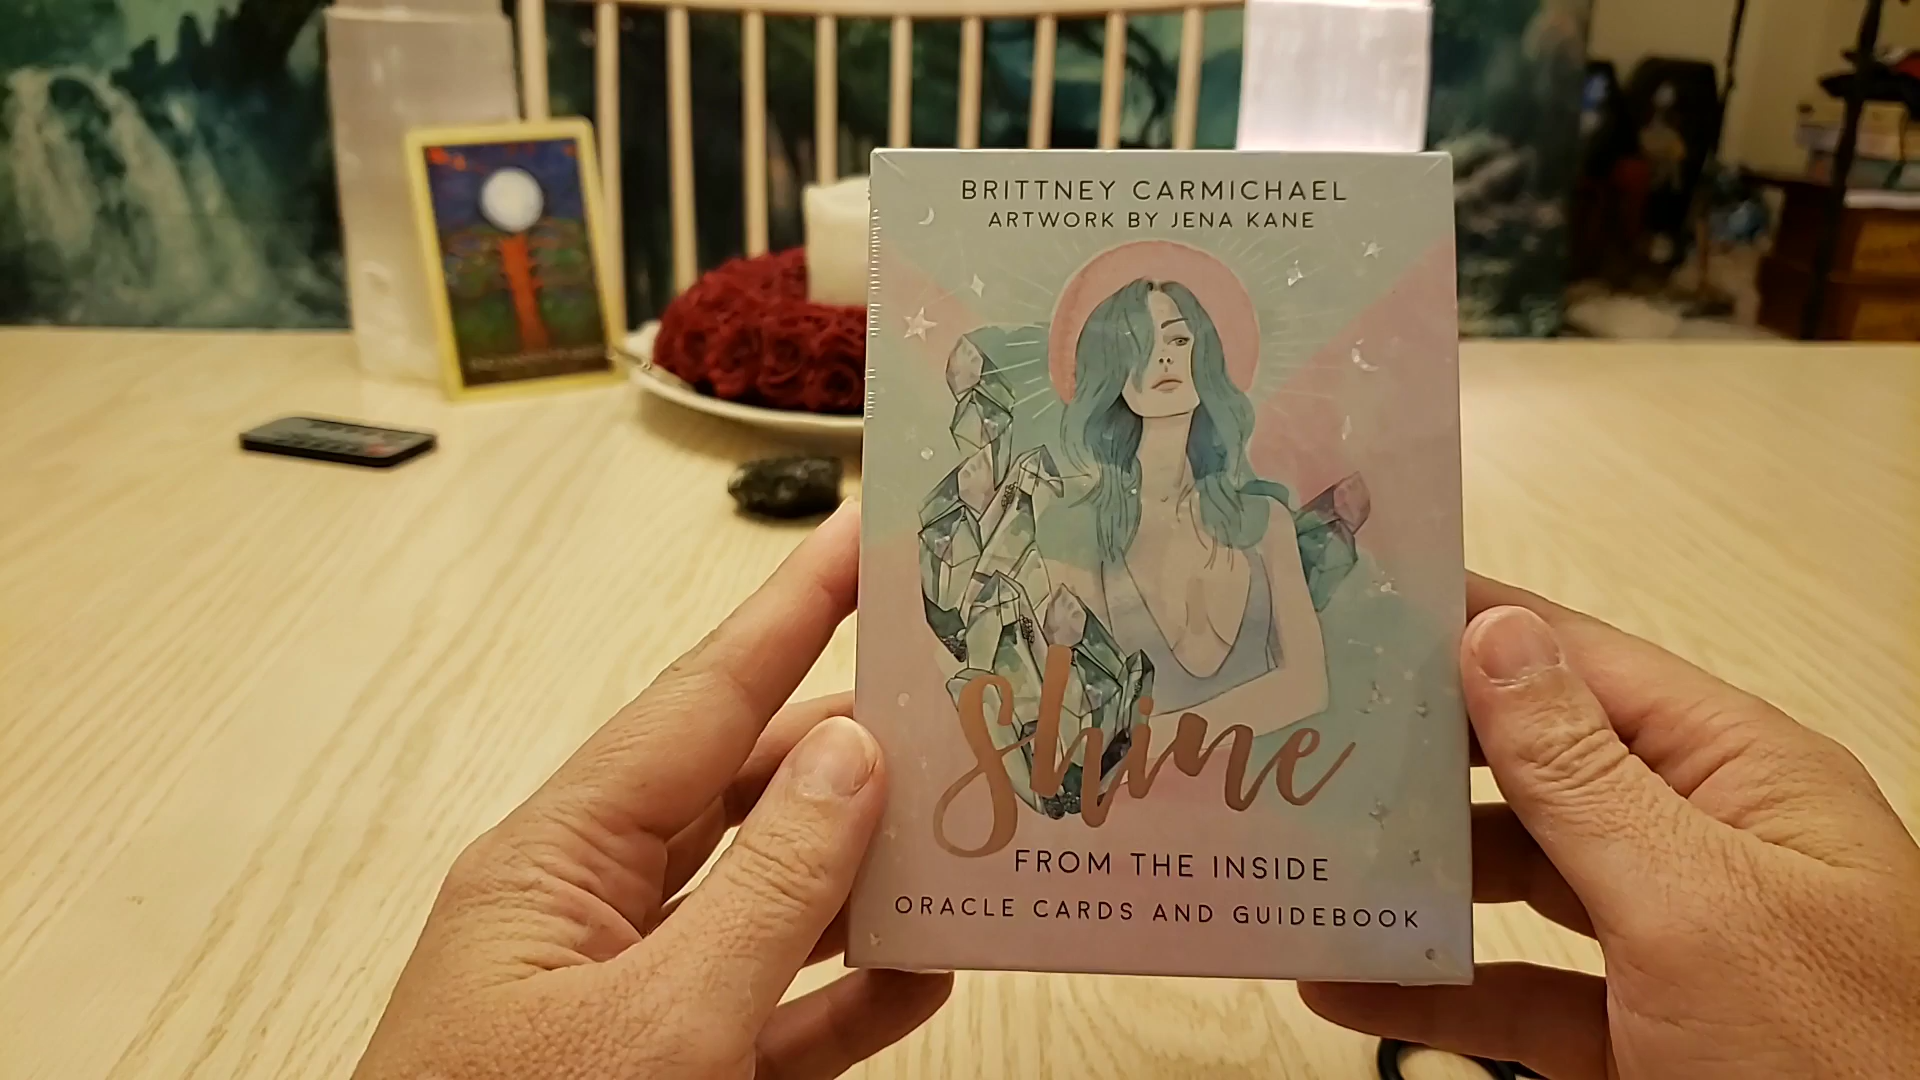 BRITTNEY CARMICHAEL
ARTWORK BY JENA KANE
Shine
FROM THE INSIDE
ORACLE CARDS AND GUIDEBOOK